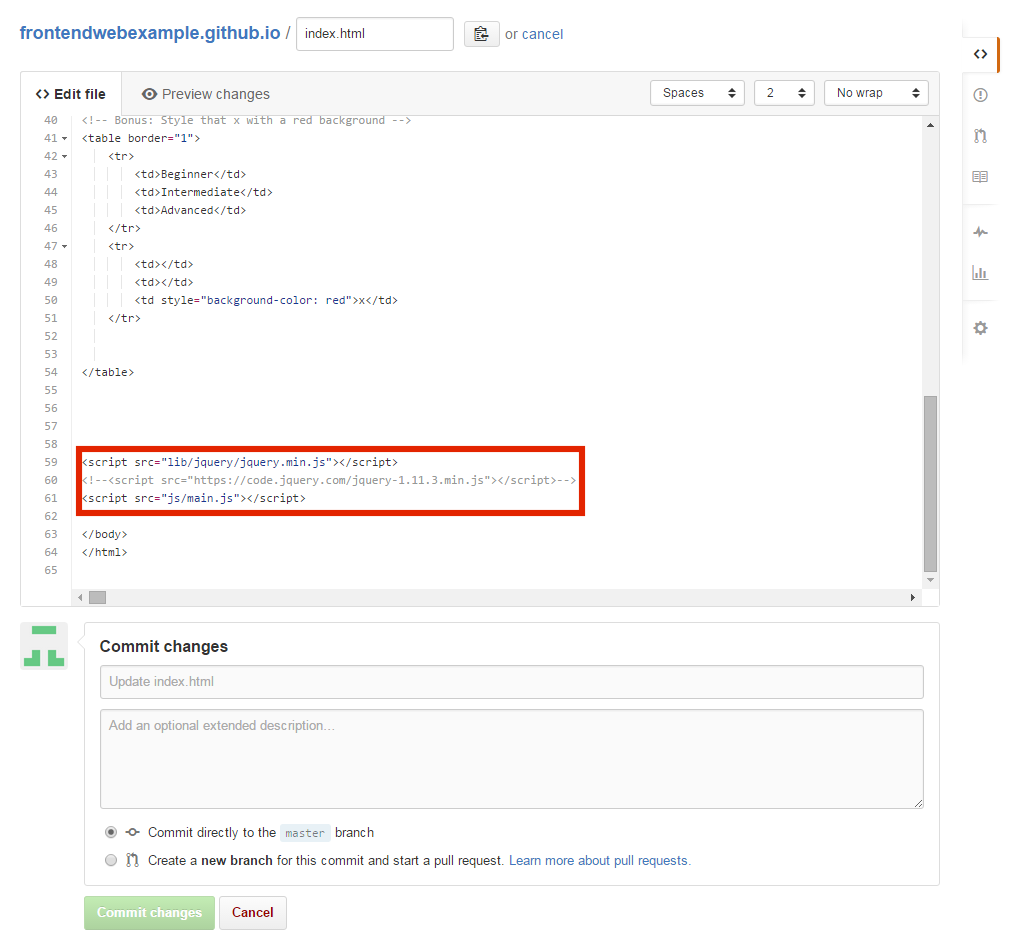 frontendwebexample.github.io / index.html or cancel
<> Edit file Preview changes Spaces 2 No wrap
40 <!-- Bonus: Style that x with a red background -->
41 <table border="1">
42 <tr>
43 <td>Beginner</td>
44 <td>Intermediate</td>
45 <td>Advanced</td>
46 </tr>
47 <tr>
48 <td></td>
49 <td></td>
50 <td style="background-color: red">x</td>
51 </tr>
52
53
54 </table>
55
56
57
58
59 <script src="lib/jquery/jquery.min.js"></script>
60 <!--<script src="https://code.jquery.com/jquery-1.11.3.min.js"></script>-->
61 <script src="js/main.js"></script>
62
63 </body>
64 </html>
65
Commit changes
Update index.html
Add an optional extended description...
Commit directly to the master branch
Create a new branch for this commit and start a pull request. Learn more about pull requests.
Commit changes Cancel